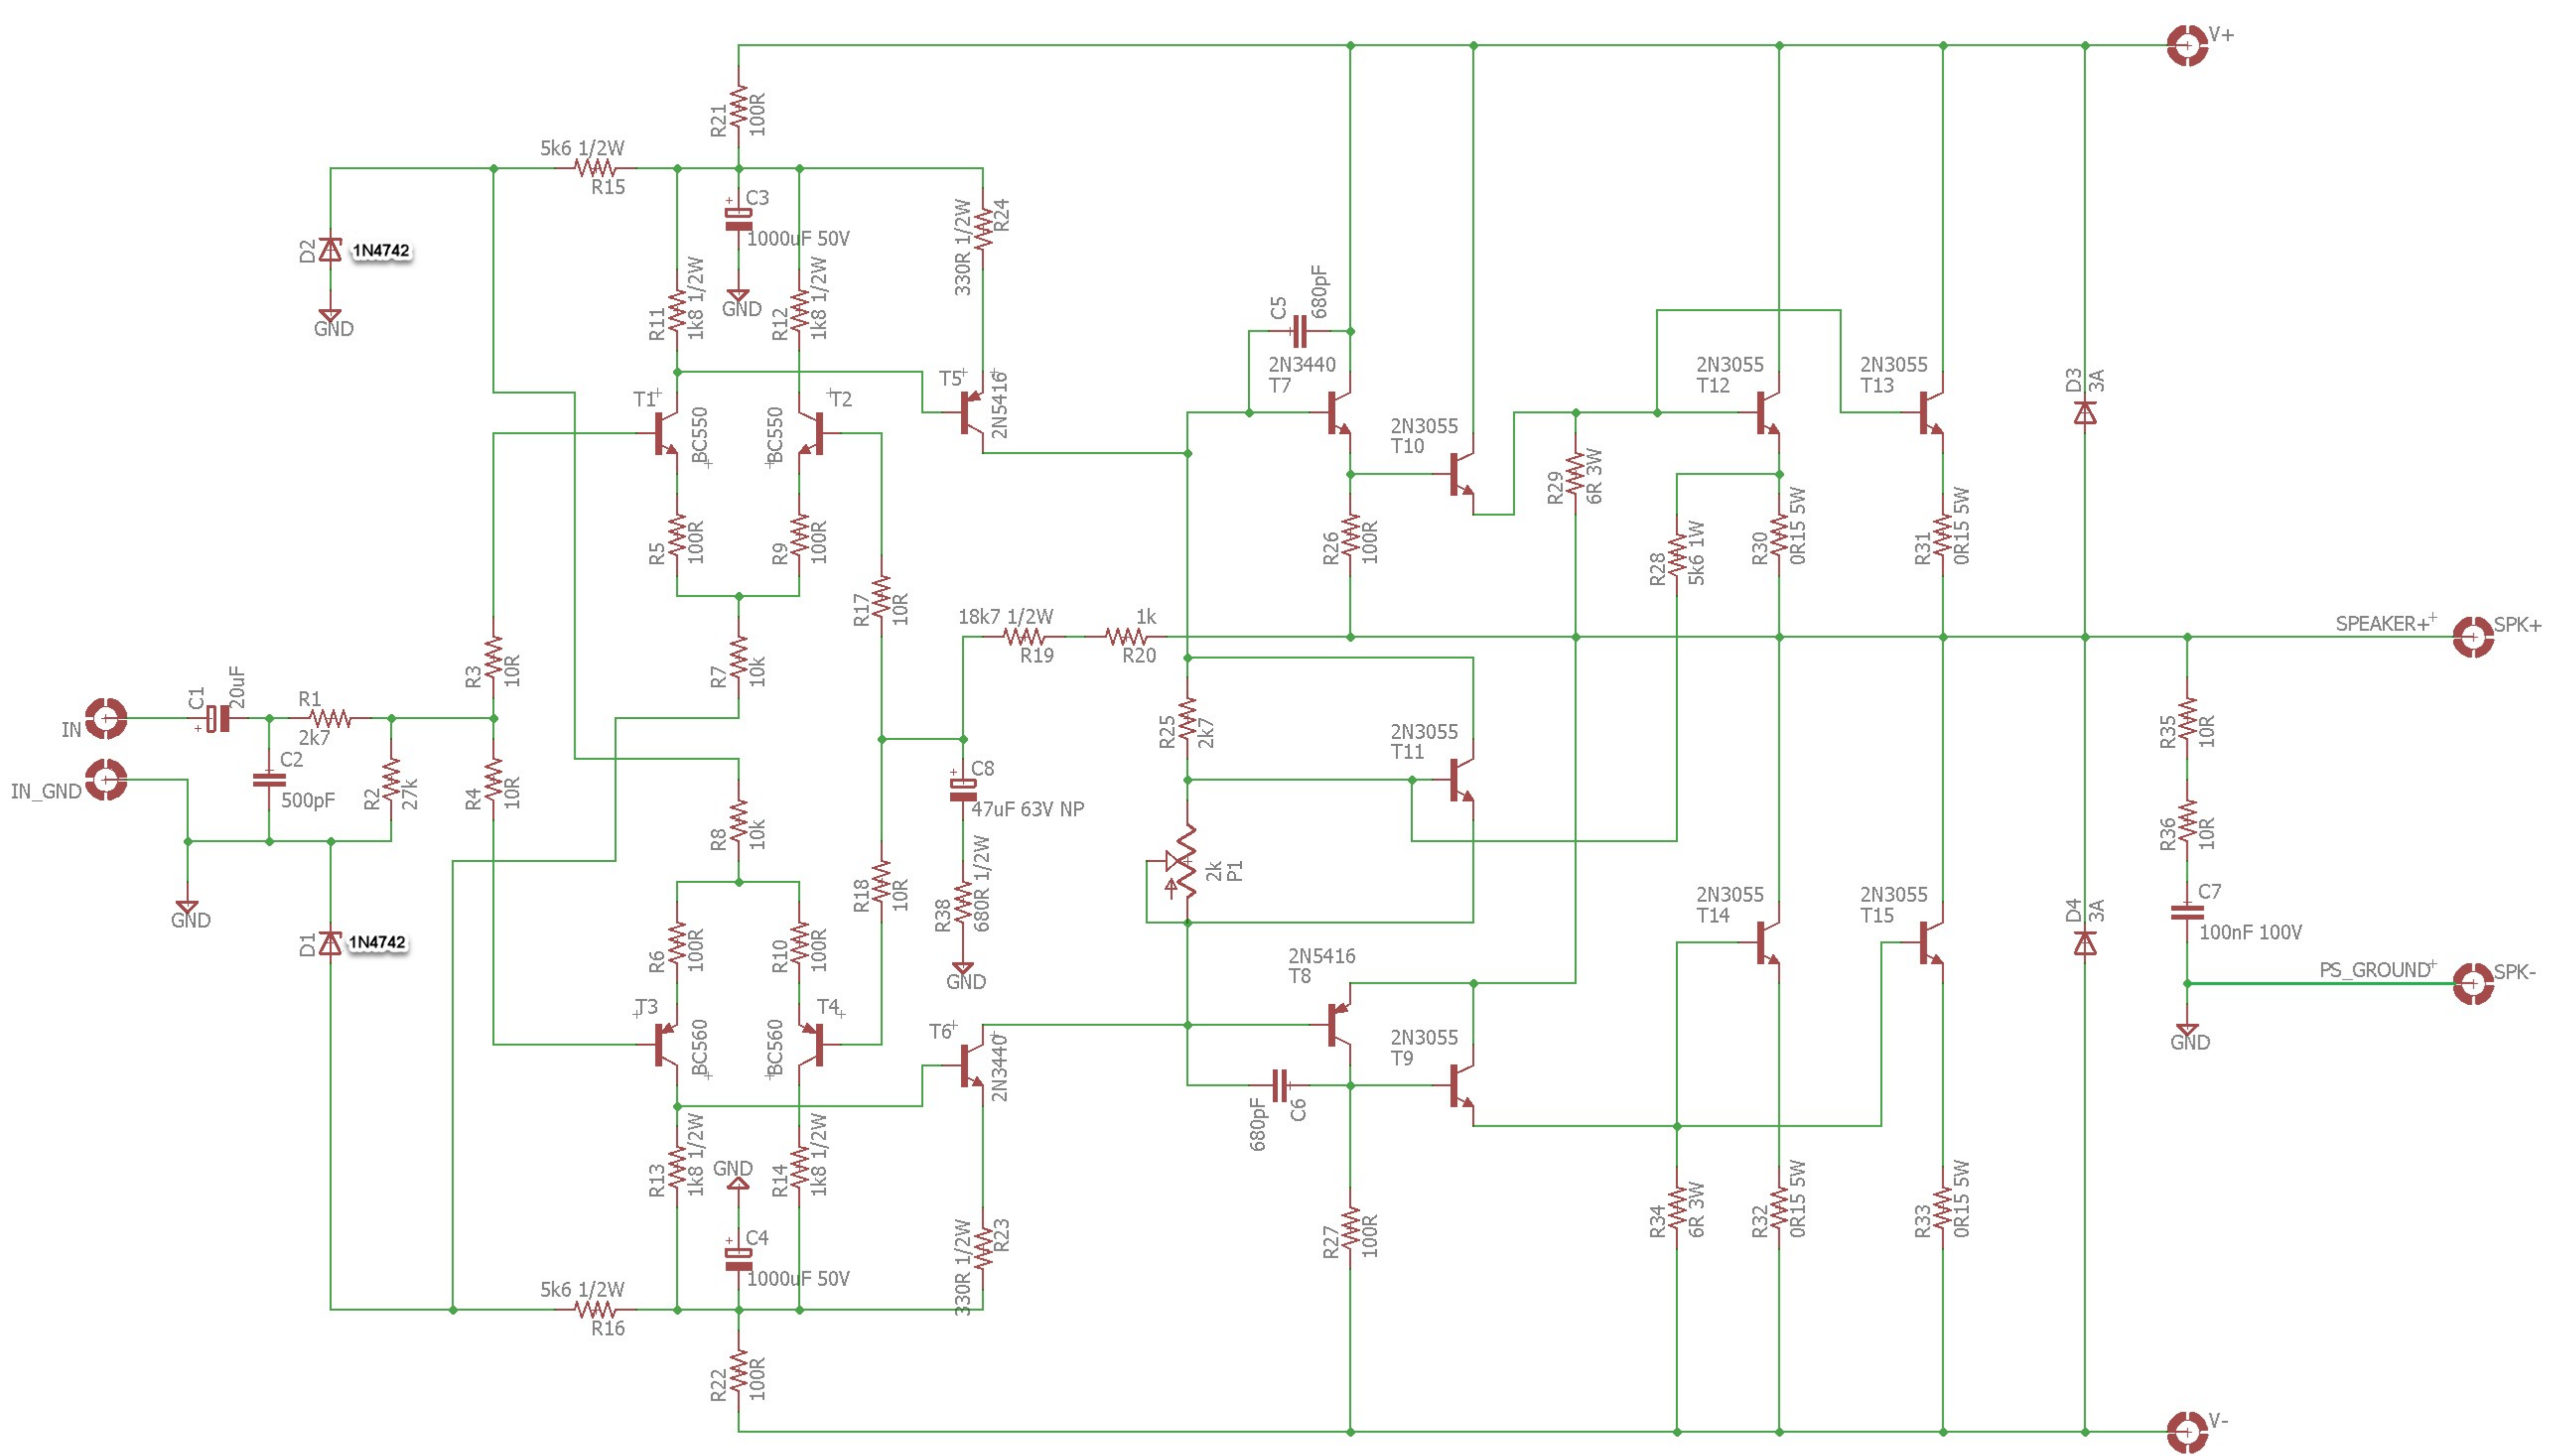 V+
R21
100R
5k6 1/2W
R15
D2
1N4742
GND
C3
1000uF 50V
GND
R11
1k8 1/2W
R12
1k8 1/2W
330R 1/2W
R24
T1
BC550
BC550
T2
T5
2N5416
C5
680pF
2N3440
T7
2N3055
T10
R29
6R 3W
2N3055
T12
2N3055
T13
D3
3A
R5
100R
R9
100R
R17
10R
R26
100R
R28
5k6 1W
R30
0R15 5W
R31
0R15 5W
18k7 1/2W
R19
1k
R20
SPEAKER+
SPK+
R3
10R
R7
10k
IN
C1
20uF
R1
2k7
C2
500pF
IN_GND
R2
27k
R4
10R
GND
R8
10k
C8
47uF 63V NP
R25
2k7
2N3055
T11
2k
P1
R35
10R
R36
10R
C7
100nF 100V
PS_GROUND
SPK-
GND
D1
1N4742
R6
100R
R10
100R
R18
10R
R38
680R 1/2W
GND
2N3055
T14
2N3055
T15
D4
3A
T3
BC560
BC560
T4
T6
2N3440
2N5416
T8
2N3055
T9
680pF
C6
R13
1k8 1/2W
GND
R14
1k8 1/2W
C4
1000uF 50V
330R 1/2W
R23
R27
100R
R34
6R 3W
R32
0R15 5W
R33
0R15 5W
5k6 1/2W
R16
R22
100R
V-